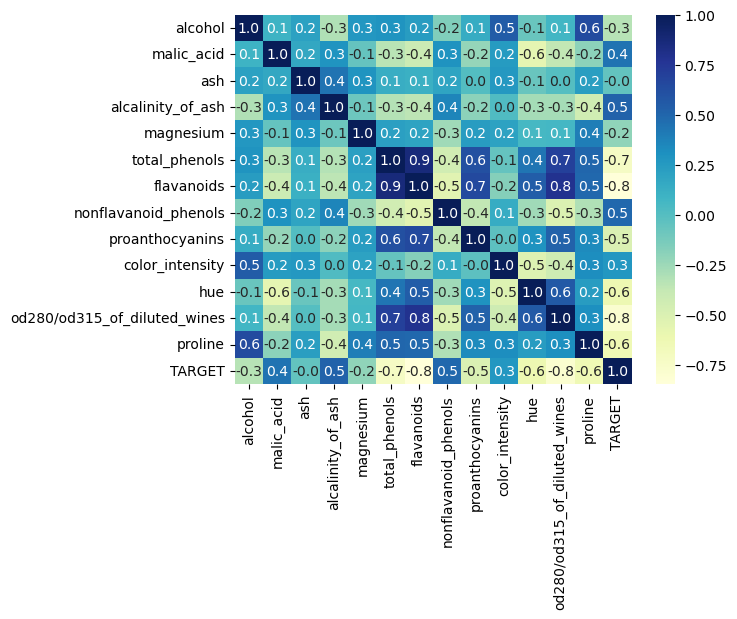 alcohol 1.0 0.1 0.2 -0.3 0.3 0.3 0.2 -0.2 0.1 0.5 -0.1 0.1 0.6 -0.3
malic_acid 0.1 1.0 0.2 0.3 -0.1 -0.3 -0.4 0.3 -0.2 0.2 -0.6 -0.4 -0.2 0.4
ash 0.2 0.2 1.0 0.4 0.3 0.1 0.1 0.2 0.0 0.3 -0.1 0.0 0.2 -0.0
alcalinity_of_ash -0.3 0.3 0.4 1.0 -0.1 -0.3 -0.4 0.4 -0.2 0.0 -0.3 -0.3 -0.4 0.5
magnesium 0.3 -0.1 0.3 -0.1 1.0 0.2 0.2 -0.3 0.2 0.2 0.1 0.1 0.4 -0.2
total_phenols 0.3 -0.3 0.1 -0.3 0.2 1.0 0.9 -0.4 0.6 -0.1 0.4 0.7 0.5 -0.7
flavanoids 0.2 -0.4 0.1 -0.4 0.2 0.9 1.0 -0.5 0.7 -0.2 0.5 0.8 0.5 -0.8
nonflavanoid_phenols -0.2 0.3 0.2 0.4 -0.3 -0.4 -0.5 1.0 -0.4 0.1 -0.3 -0.5 -0.3 0.5
proanthocyanins 0.1 -0.2 0.0 -0.2 0.2 0.6 0.7 -0.4 1.0 -0.0 0.3 0.5 0.3 -0.5
color_intensity 0.5 0.2 0.3 0.0 0.2 -0.1 -0.2 0.1 -0.0 1.0 -0.5 -0.4 0.3 0.3
hue -0.1 -0.6 -0.1 -0.3 0.1 0.4 0.5 -0.3 0.3 -0.5 1.0 0.6 0.2 -0.6
od280/od315_of_diluted_wines 0.1 -0.4 0.0 -0.3 0.1 0.7 0.8 -0.5 0.5 -0.4 0.6 1.0 0.3 -0.8
proline 0.6 -0.2 0.2 -0.4 0.4 0.5 0.5 -0.3 0.3 0.3 0.2 0.3 1.0 -0.6
TARGET -0.3 0.4 -0.0 0.5 -0.2 -0.7 -0.8 0.5 -0.5 0.3 -0.6 -0.8 -0.6 1.0
alcohol
malic_acid
ash
alcalinity_of_ash
magnesium
total_phenols
flavanoids
nonflavanoid_phenols
proanthocyanins
color_intensity
hue
od280/od315_of_diluted_wines
proline
TARGET
1.00
0.75
0.50
0.25
0.00
−0.25
−0.50
−0.75